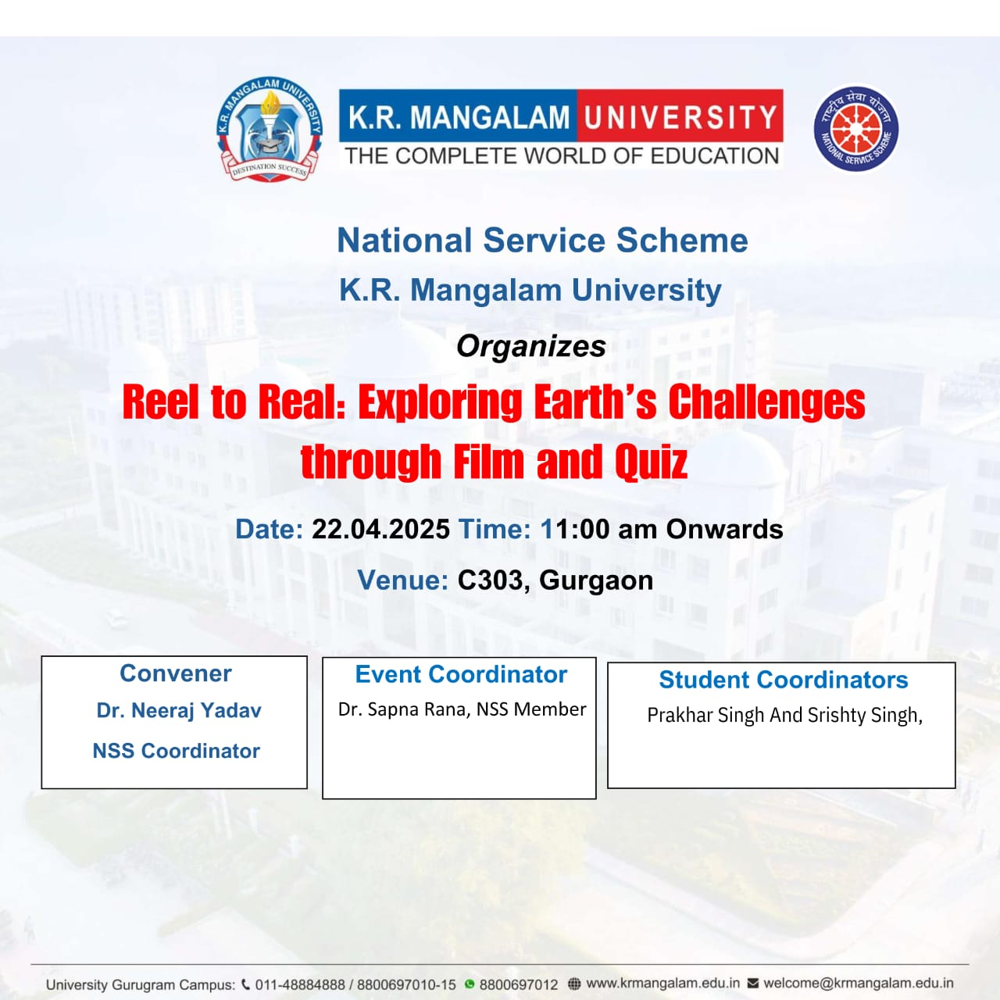 K.R. MANGALAM UNIVERSITY
DESTINATION SUCCESS
K.R. MANGALAM UNIVERSITY
THE COMPLETE WORLD OF EDUCATION
राष्ट्रीय सेवा योजना
NATIONAL SERVICE SCHEME
National Service Scheme
K.R. Mangalam University
Organizes
Reel to Real: Exploring Earth’s Challenges
through Film and Quiz
Date: 22.04.2025 Time: 11:00 am Onwards
Venue: C303, Gurgaon
Convener
Dr. Neeraj Yadav
NSS Coordinator
Event Coordinator
Dr. Sapna Rana, NSS Member
Student Coordinators
Prakhar Singh And Srishty Singh,
University Gurugram Campus: 011-48884888 / 8800697010-15 8800697012 www.krmangalam.edu.in welcome@krmangalam.edu.in